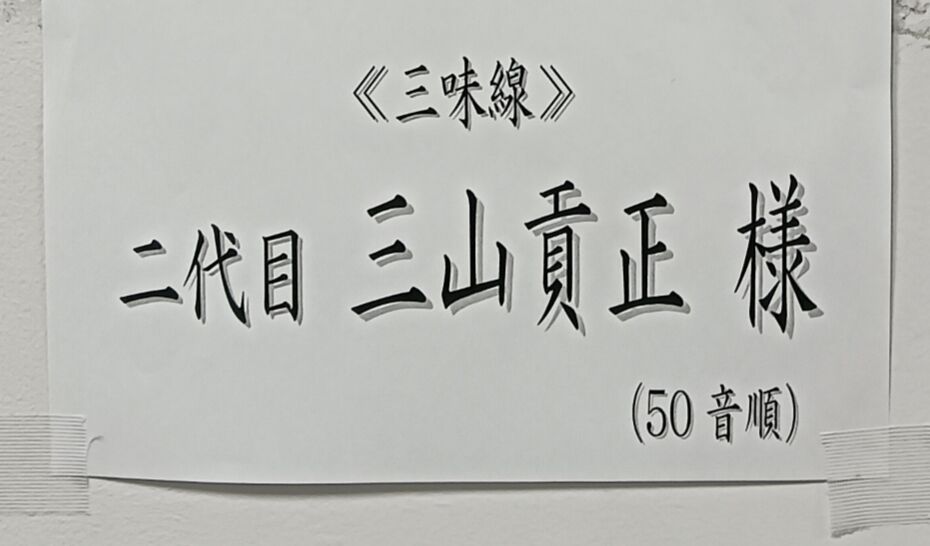 《三味線》
二代目 三山貢正 様
(50音順)